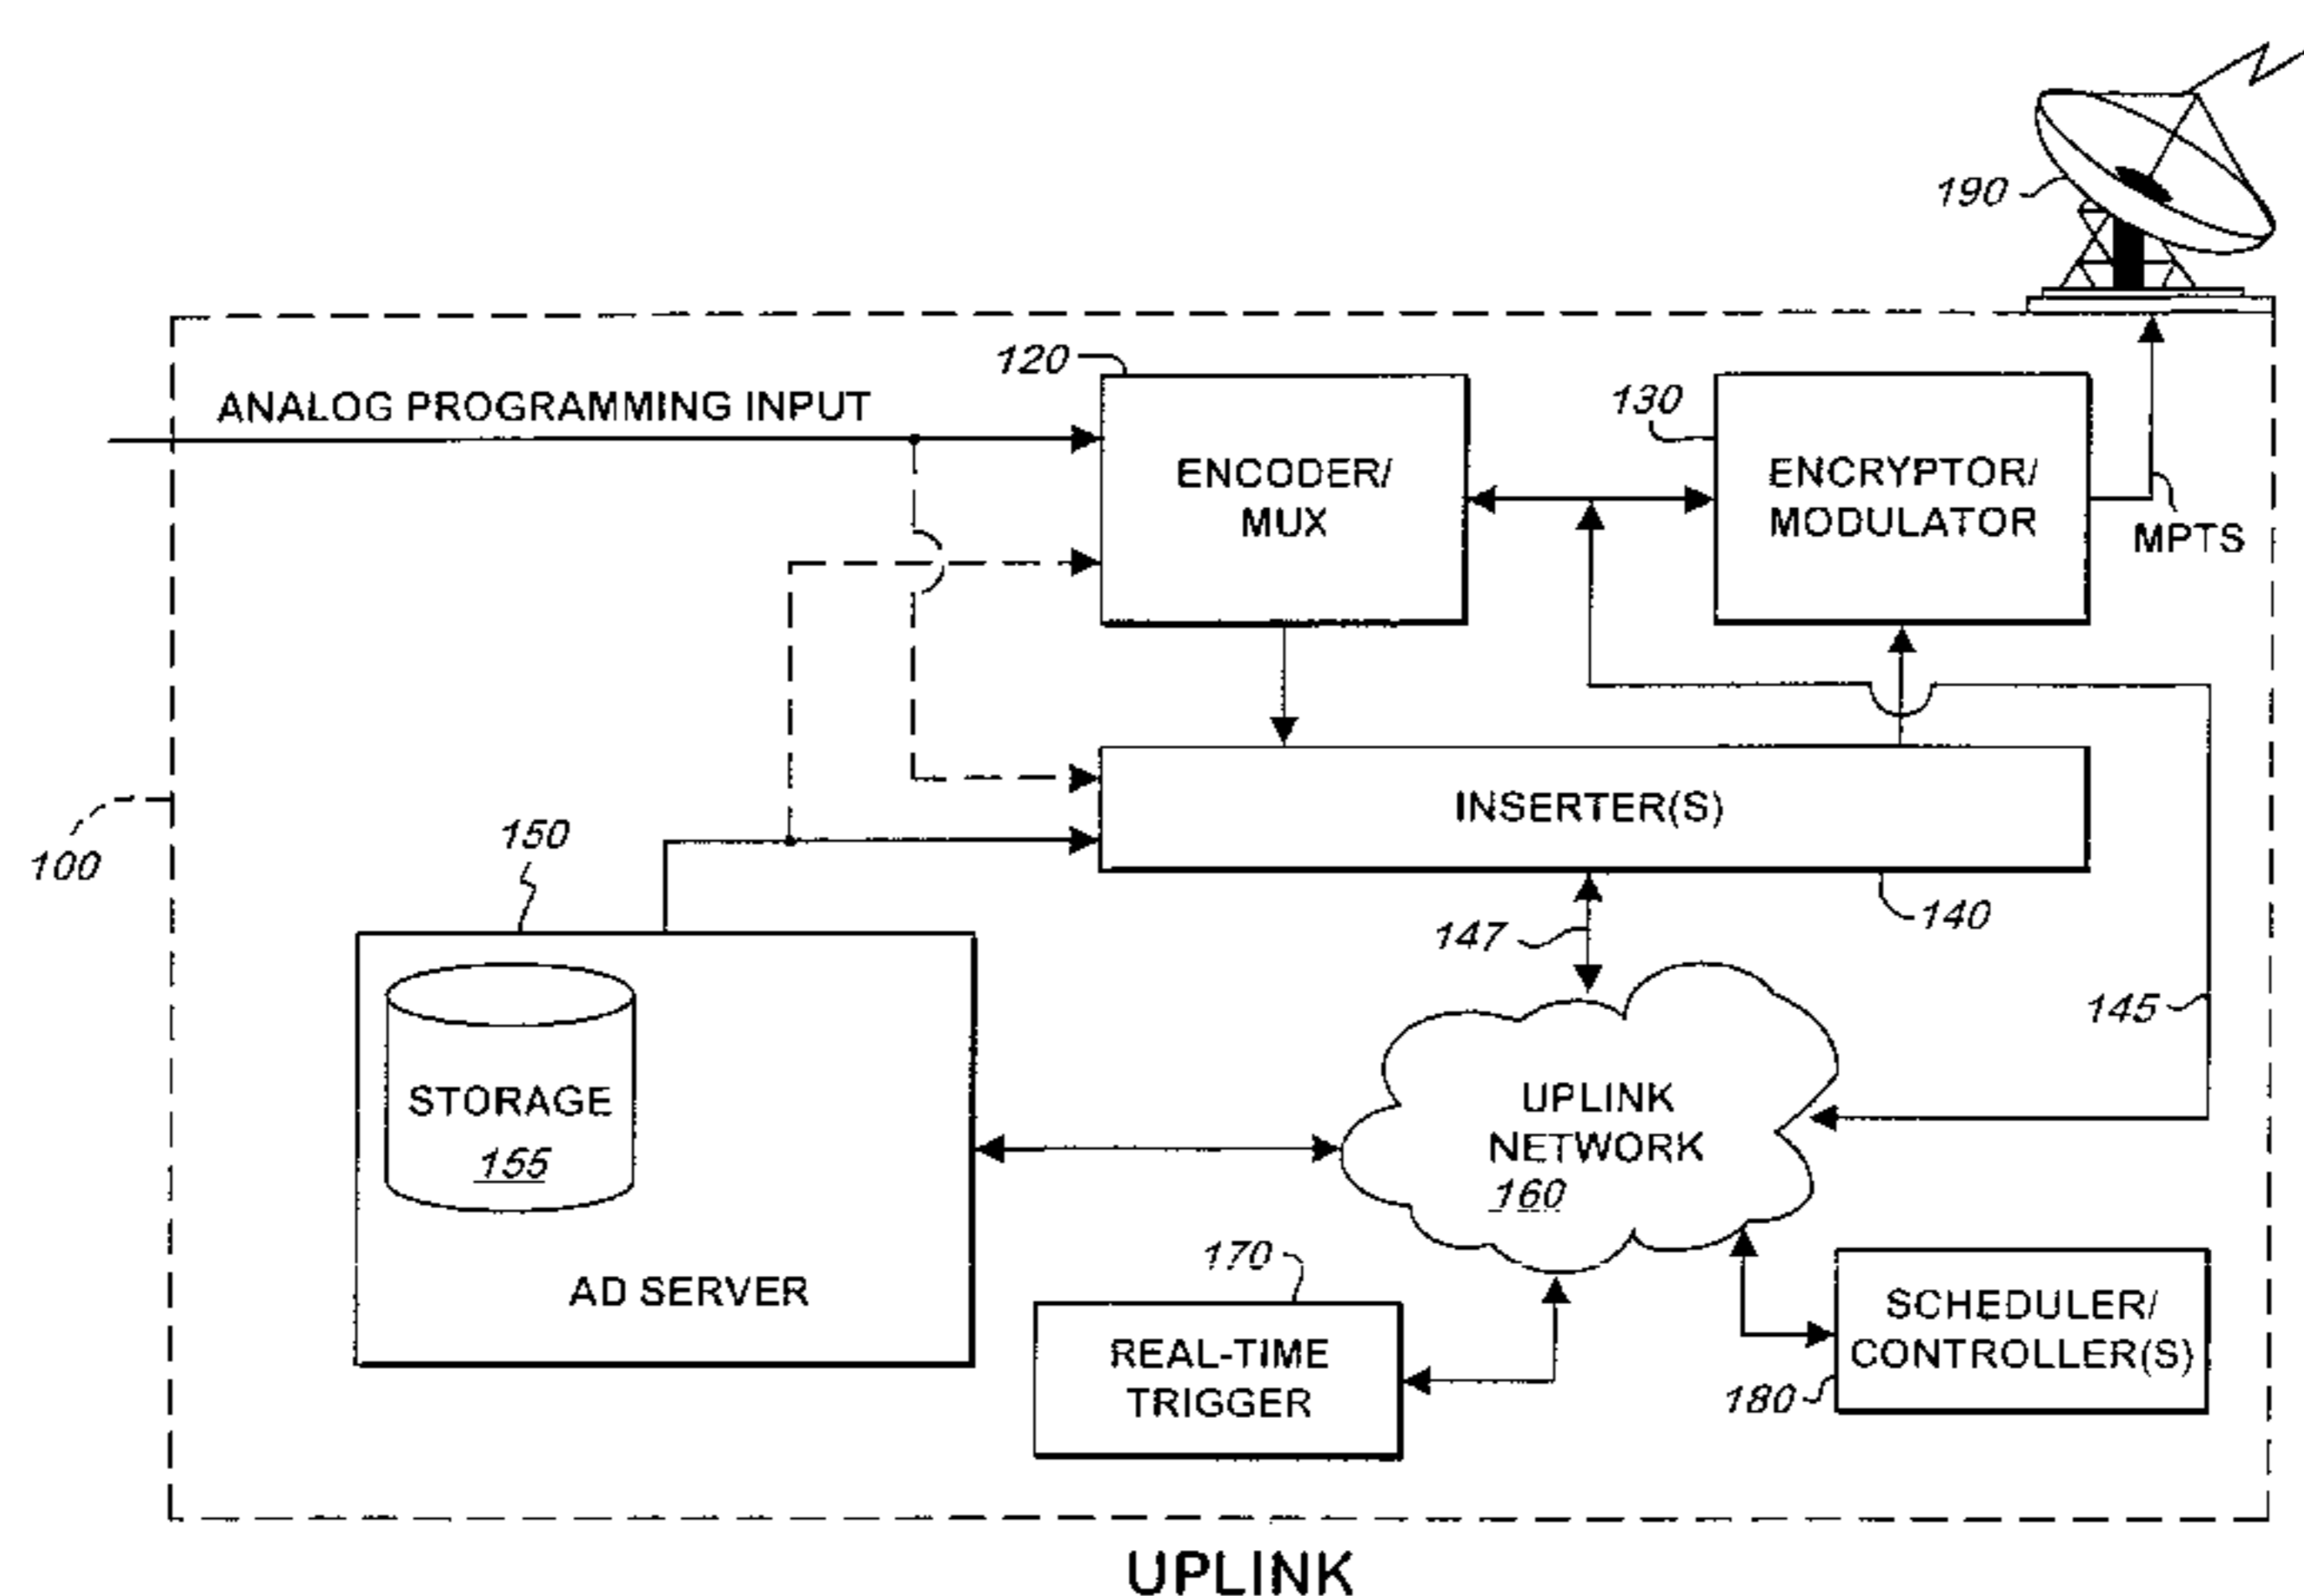 190
120
ANALOG PROGRAMMING INPUT
130
ENCODER/
MUX
ENCRYPTOR/
MODULATOR
MPTS
INSERTER(S)
100
150
140
147
145
STORAGE
155
AD SERVER
UPLINK
NETWORK
160
170
REAL-TIME
TRIGGER
SCHEDULER/
CONTROLLER(S)
180
UPLINK